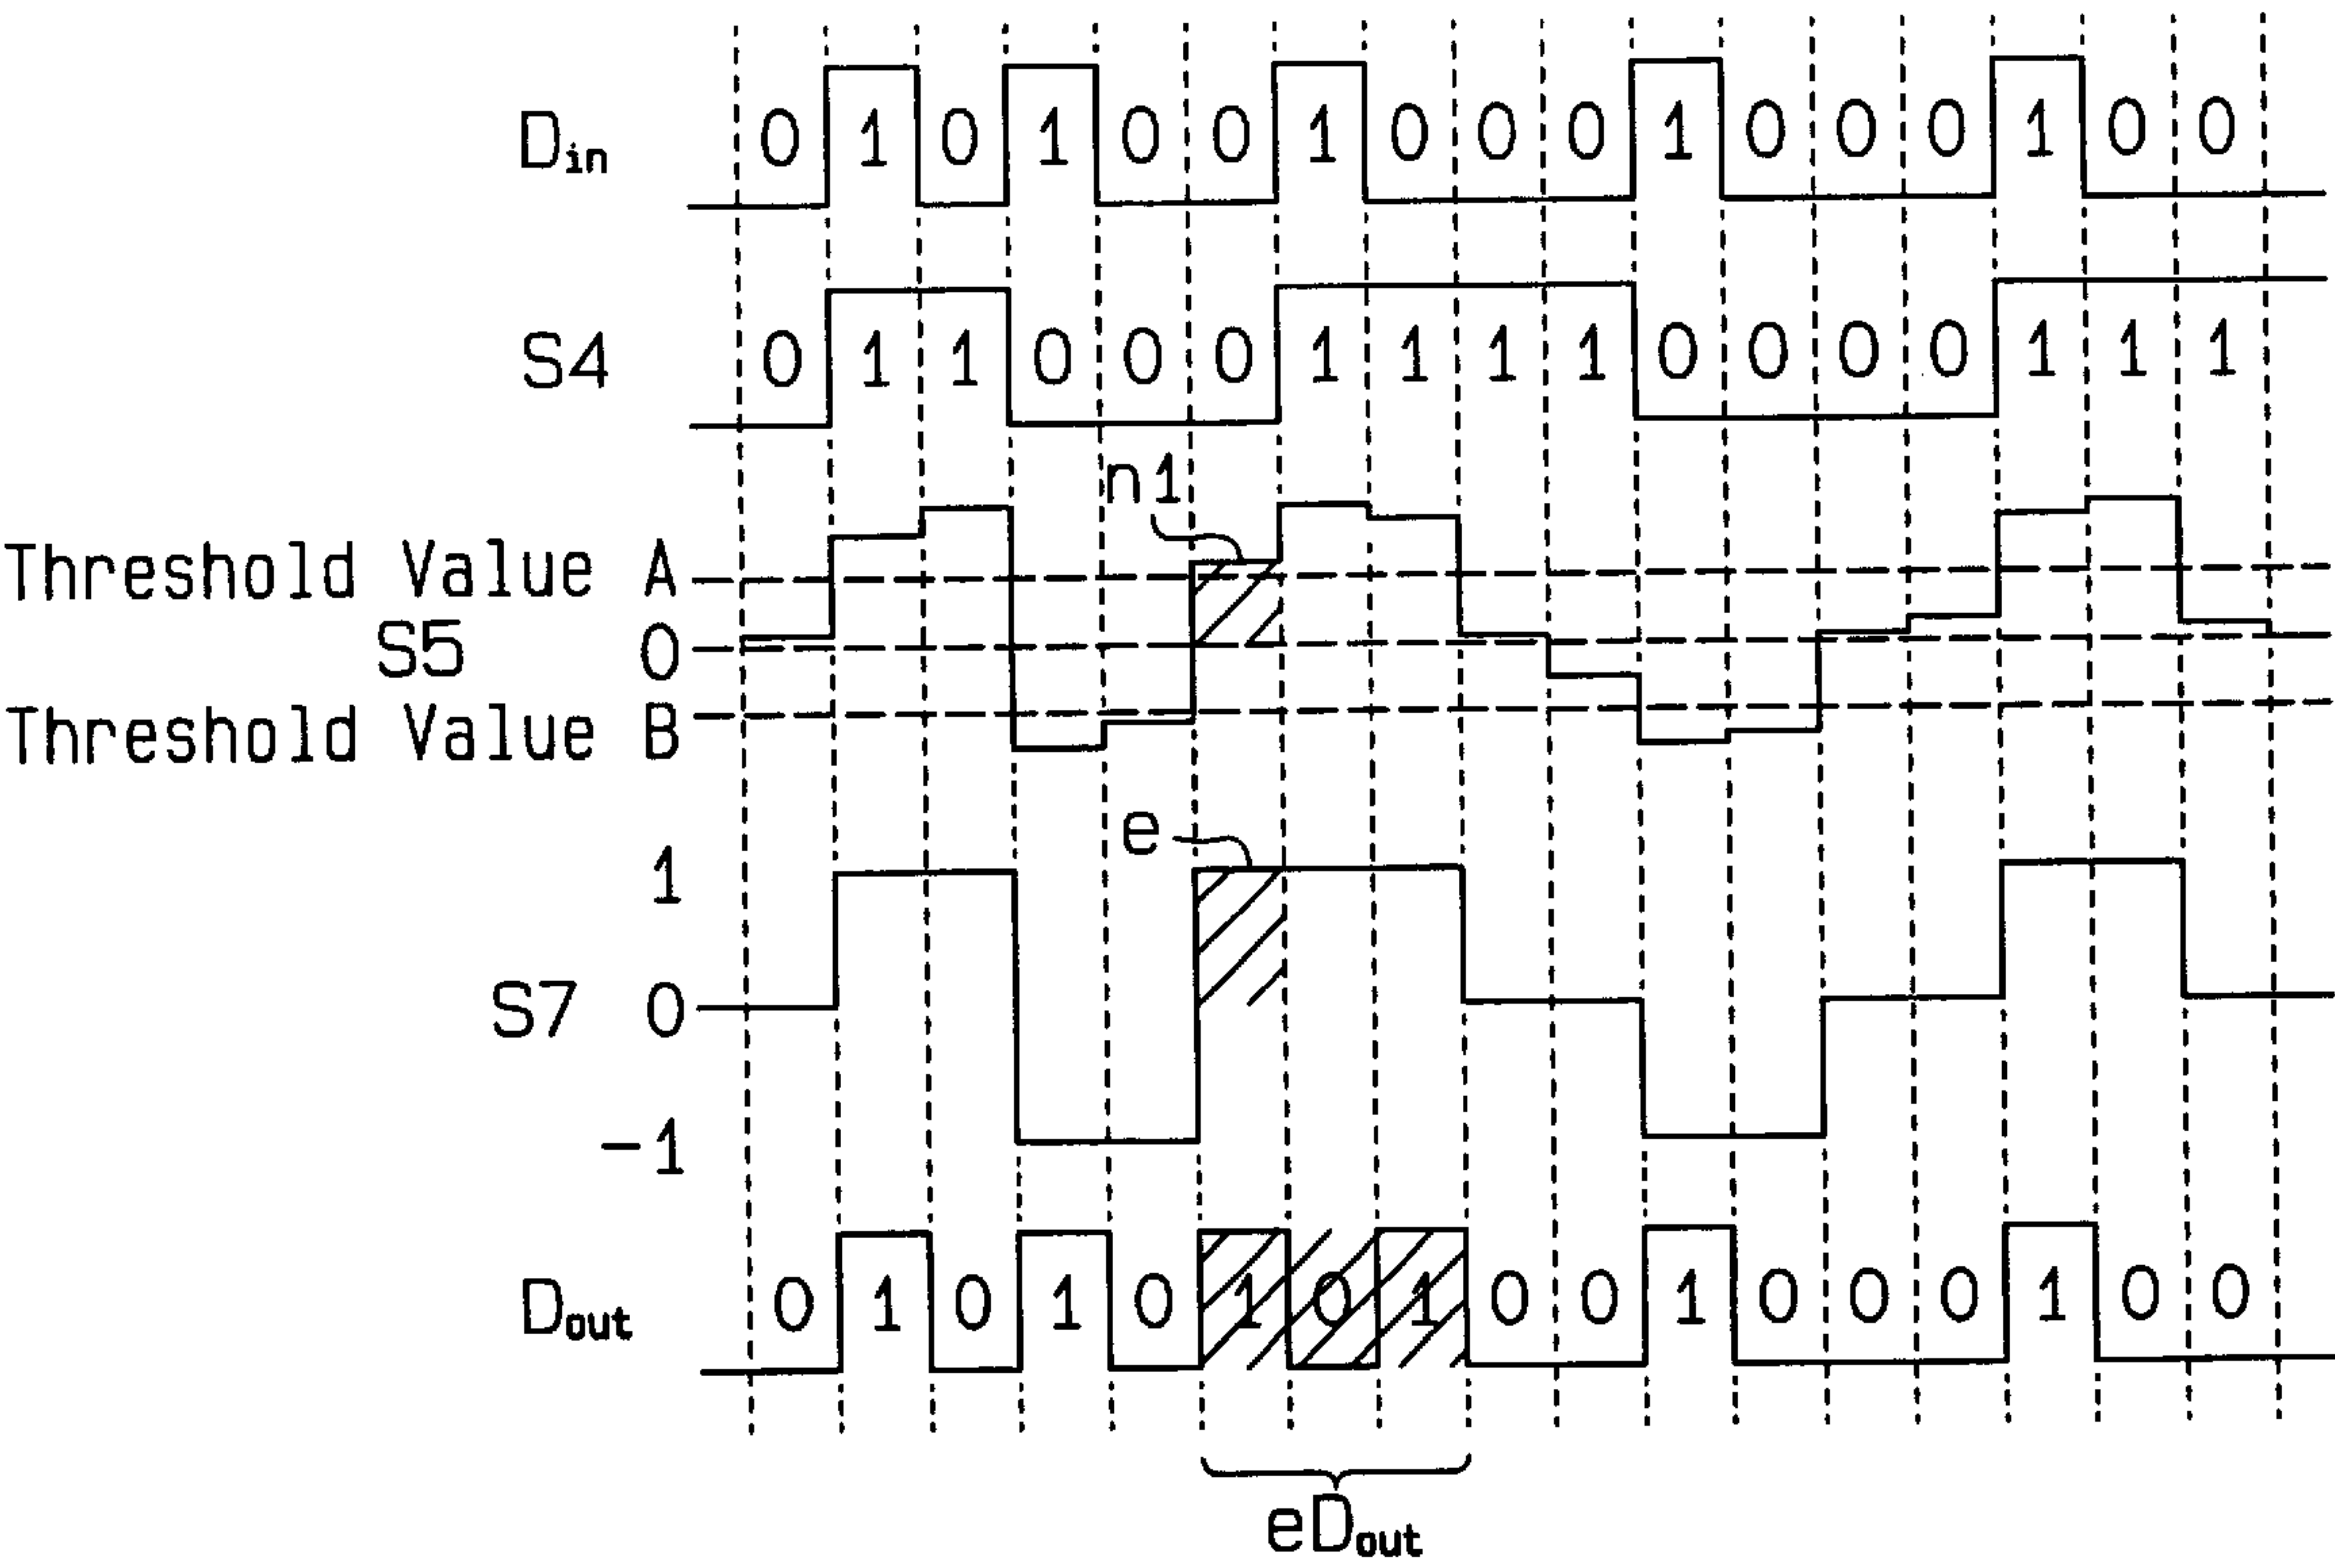 Din 0 1 0 1 0 0 1 0 0 0 1 0 0 0 1 0 0
S4 0 1 1 0 0 0 1 1 1 1 0 0 0 0 1 1 1
n1
Threshold Value A
S5 0
Threshold Value B
e
1
S7 0
-1
Dout 0 1 0 1 0 1 0 1 0 0 1 0 0 0 1 0 0
eDout